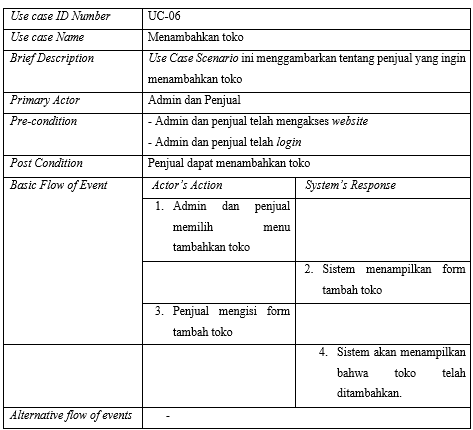 Use case ID Number UC-06
Use case Name Menambahkan toko
Brief Description Use Case Scenario ini menggambarkan tentang penjual yang ingin
menambahkan toko
Primary Actor Admin dan Penjual
Pre-condition - Admin dan penjual telah mengakses website
- Admin dan penjual telah login
Post Condition Penjual dapat menambahkan toko
Basic Flow of Event Actor's Action System's Response
1. Admin dan penjual
memilih menu
tambahkan toko
2. Sistem menampilkan form
tambah toko
3. Penjual mengisi form
tambah toko
4. Sistem akan menampilkan
bahwa toko telah
ditambahkan.
Alternative flow of events -